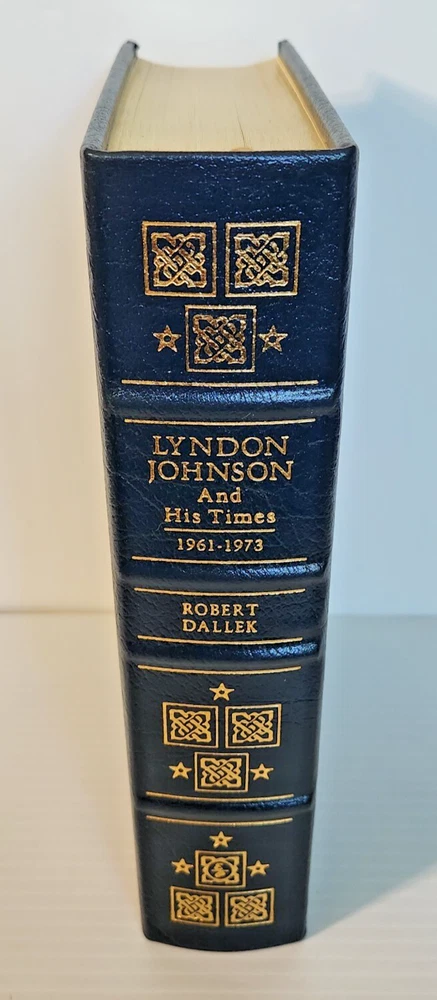 LYNDON
JOHNSON
And
His Times
1961-1973
ROBERT
DALLEK